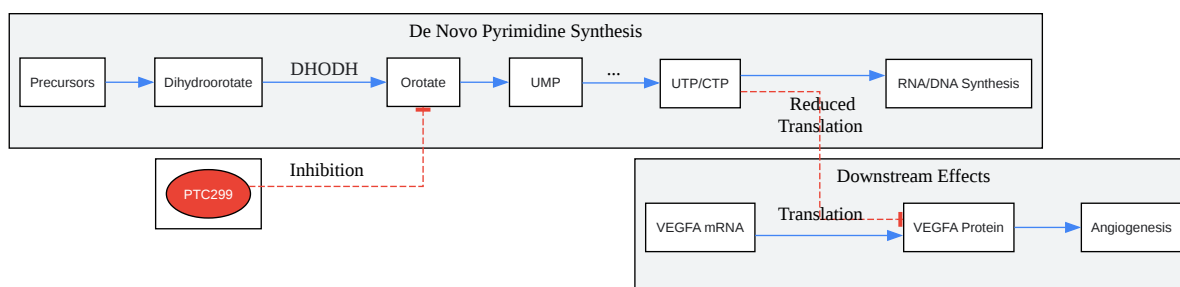 De Novo Pyrimidine Synthesis
Precursors
Dihydroorotate
DHODH
Orotate
UMP
...
UTP/CTP
RNA/DNA Synthesis
Reduced
Translation
PTC299
Inhibition
Downstream Effects
VEGFA mRNA
Translation
VEGFA Protein
Angiogenesis